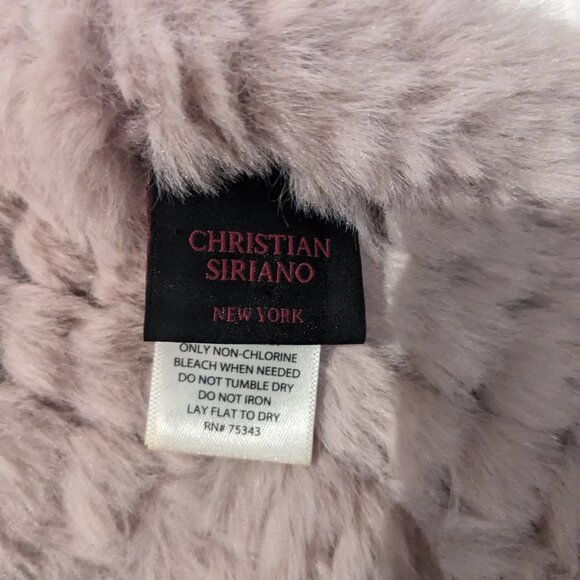 CHRISTIAN
SIRIANO
NEW YORK
ONLY NON-CHLORINE
BLEACH WHEN NEEDED
DO NOT TUMBLE DRY
DO NOT IRON
LAY FLAT TO DRY
RN# 75343